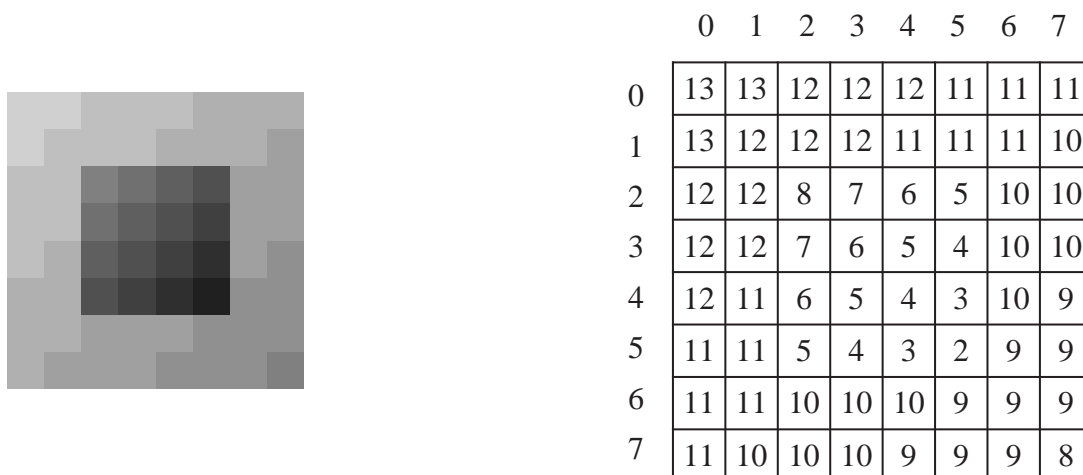 0 1 2 3 4 5 6 7
0 13 13 12 12 12 11 11 11
1 13 12 12 12 11 11 11 10
2 12 12 8 7 6 5 10 10
3 12 12 7 6 5 4 10 10
4 12 11 6 5 4 3 10 9
5 11 11 5 4 3 2 9 9
6 11 11 10 10 10 9 9 9
7 11 10 10 10 9 9 9 8